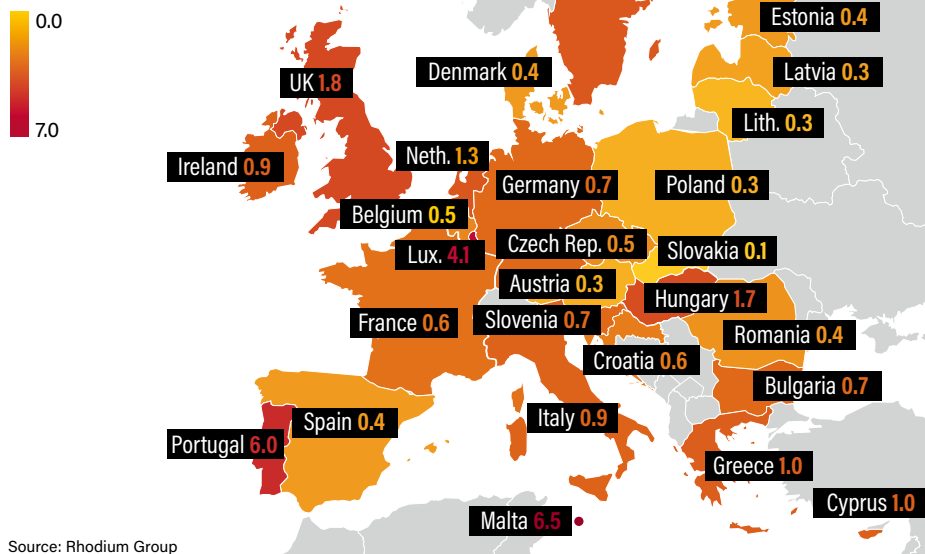 0.0
7.0
Estonia 0.4
Latvia 0.3
Lith. 0.3
Denmark 0.4
UK 1.8
Ireland 0.9
Neth. 1.3
Germany 0.7
Poland 0.3
Belgium 0.5
Lux. 4.1
Czech Rep. 0.5
Slovakia 0.1
Austria 0.3
Hungary 1.7
France 0.6
Slovenia 0.7
Romania 0.4
Croatia 0.6
Bulgaria 0.7
Spain 0.4
Italy 0.9
Portugal 6.0
Greece 1.0
Cyprus 1.0
Malta 6.5
Source: Rhodium Group